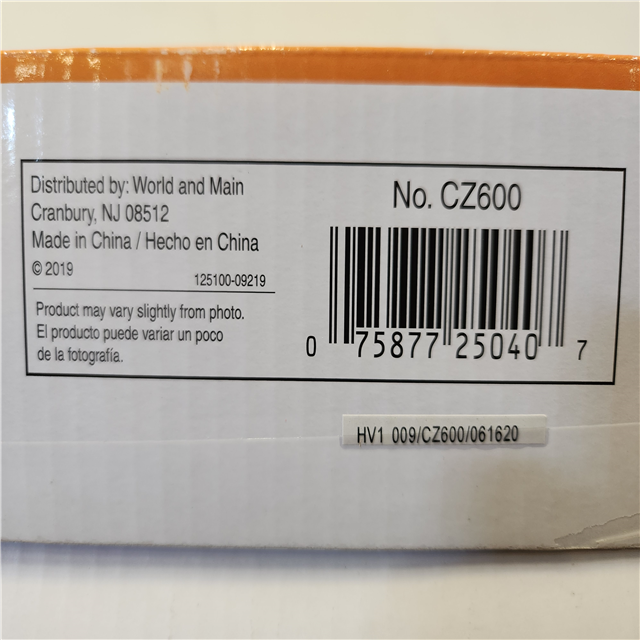 Distributed by: World and Main
Cranbury, NJ 08512
Made in China / Hecho en China
© 2019
125100-09219
Product may vary slightly from photo.
El producto puede variar un poco
de la fotografía.
No. CZ600
0 75877 25040 7
HV1 009/CZ600/061620